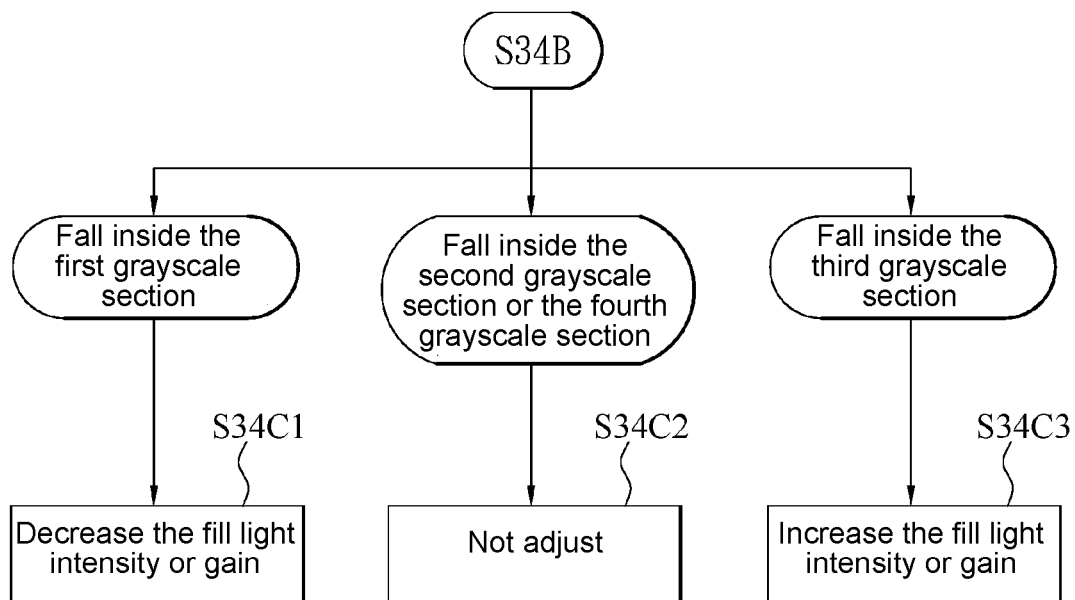 S34B
Fall inside the
first grayscale
section
Fall inside the
second grayscale
section or the fourth
grayscale section
Fall inside the
third grayscale
section
S34C1
S34C2
S34C3
Decrease the fill light
intensity or gain
Not adjust
Increase the fill light
intensity or gain